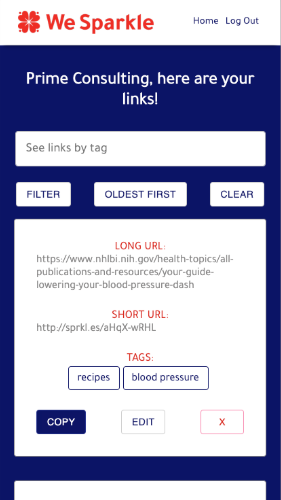 We Sparkle
Home Log Out
Prime Consulting, here are your
links!
See links by tag
FILTER OLDEST FIRST CLEAR
LONG URL:
https://www.nhlbi.nih.gov/health-topics/all-
publications-and-resources/your-guide-
lowering-your-blood-pressure-dash
SHORT URL:
http://sprkl.es/aHqX-wRHL
TAGS:
recipes blood pressure
COPY EDIT X